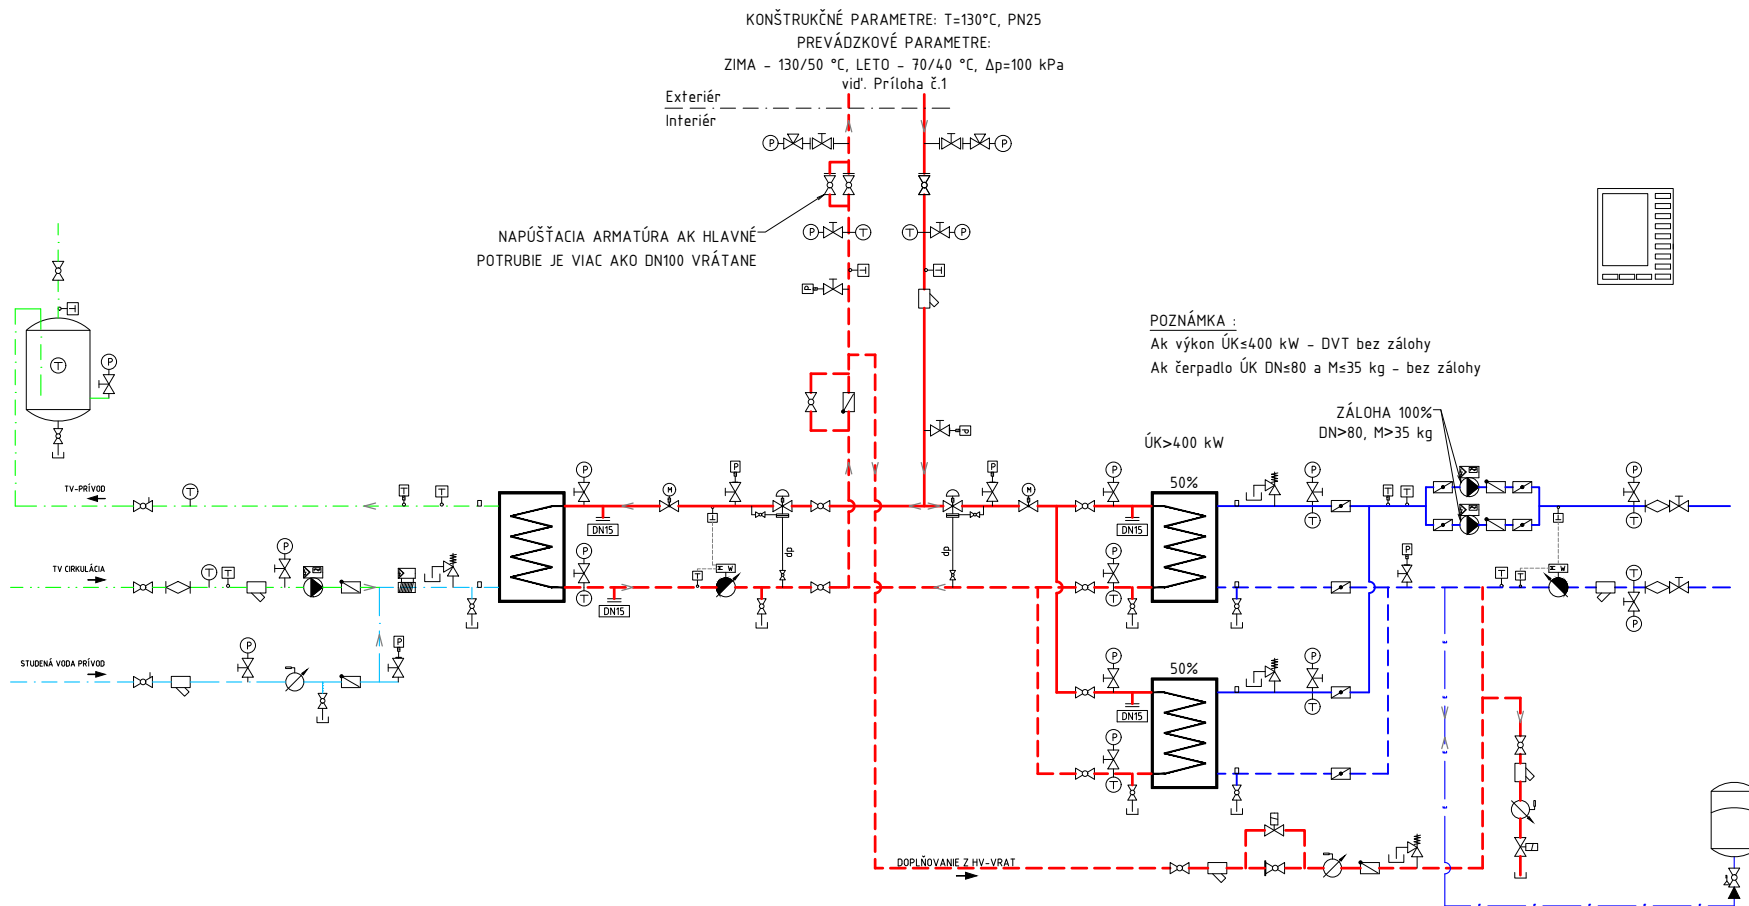 KONŠTRUKČNÉ PARAMETRE: T=130°C, PN25
PREVÁDZKOVÉ PARAMETRE:
ZIMA - 130/50 °C, LETO - 70/40 °C, Δp=100 kPa
viď. Príloha č.1
Exteriér
Interiér
P
P
NAPÚŠŤACIA ARMATÚRA AK HLAVNÉ
POTRUBIE JE VIAC AKO DN100 VRÁTANE
P
T
T
P
T
T
P
T
T
P
POZNÁMKA :
Ak výkon ÚK≤400 kW - DVT bez zálohy
Ak čerpadlo ÚK DN≤80 a M≤35 kg - bez zálohy
ZÁLOHA 100%
DN>80, M>35 kg
ÚK>400 kW
P
TV-PRÍVOD
T
T
T
P
DN15
M
P
dp
dp
P
M
P
DN15
50%
P
T
T
T
P
TV CIRKULÁCIA
T
T
P
P
T
DN15
T
M W
P
T
P
T
T
M W
T
P
STUDENÁ VODA PRÍVOD
P
P
50%
P
DN15
P
T
P
T
DOPLŇOVANIE Z HV-VRAT